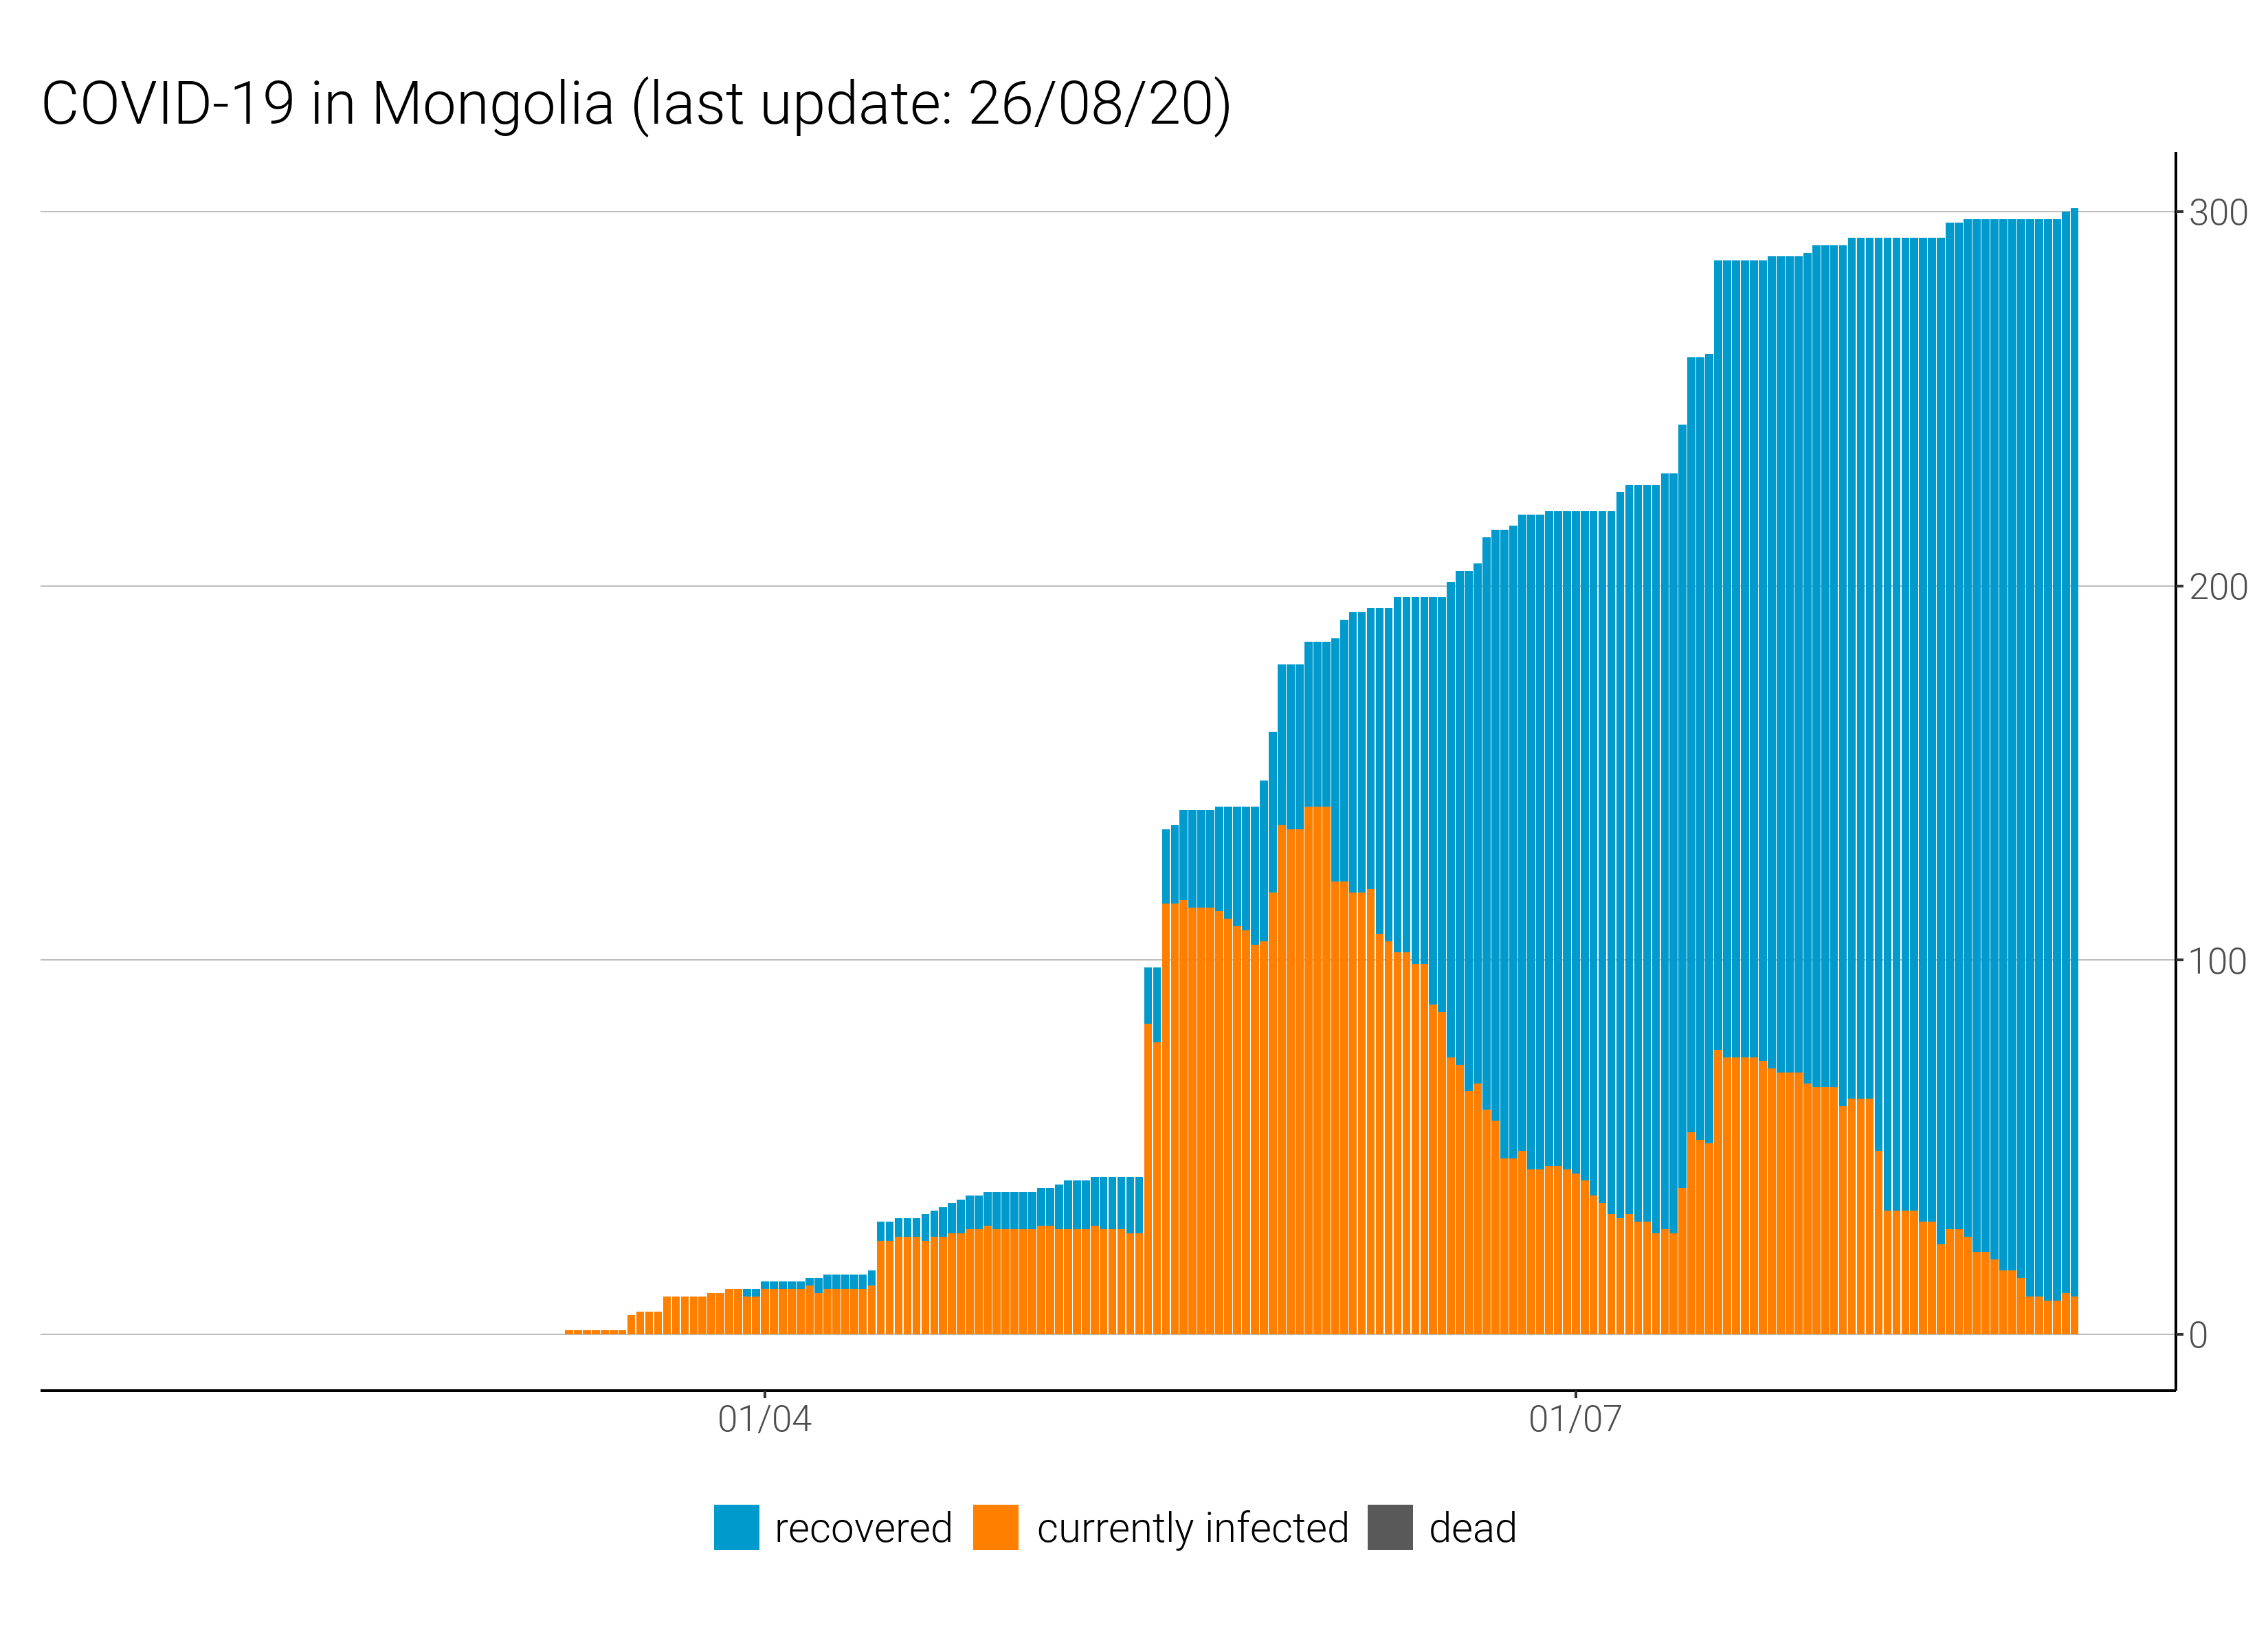 COVID-19 in Mongolia (last update: 26/08/20)
300
200
100
0
01/04 01/07
recovered currently infected dead